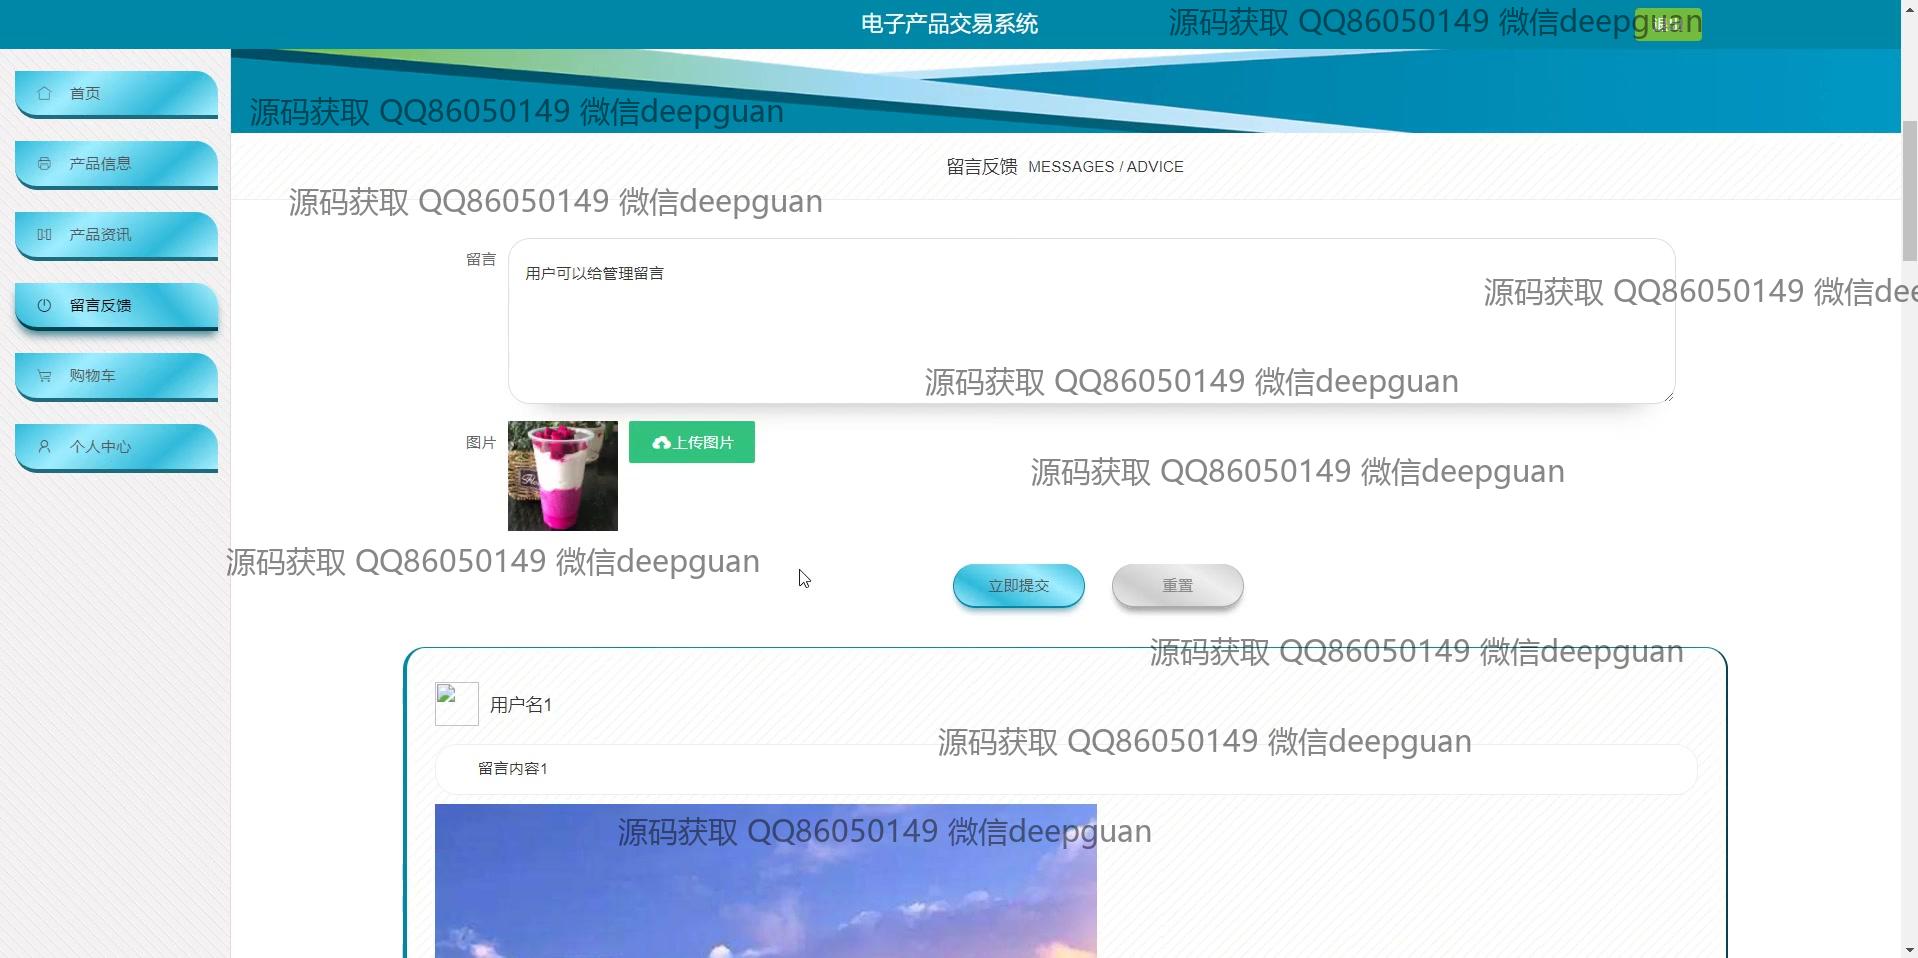 电子产品交易系统
源码获取 QQ86050149 微信deepguan
退出
首页
源码获取 QQ86050149 微信deepguan
产品信息
留言反馈 MESSAGES / ADVICE
源码获取 QQ86050149 微信deepguan
产品资讯
留言
用户可以给管理留言
源码获取 QQ86050149 微信dee
留言反馈
购物车
源码获取 QQ86050149 微信deepguan
个人中心
图片
上传图片
源码获取 QQ86050149 微信deepguan
源码获取 QQ86050149 微信deepguan
立即提交
重置
源码获取 QQ86050149 微信deepguan
用户名1
源码获取 QQ86050149 微信deepguan
留言内容1
源码获取 QQ86050149 微信deepguan